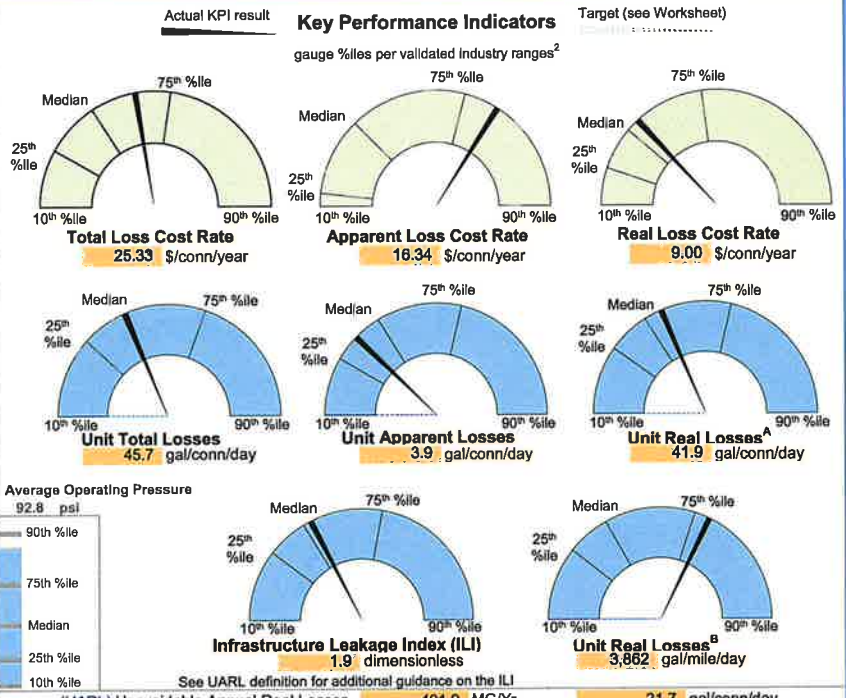 Actual KPI result
Key Performance Indicators
Target (see Worksheet)
gauge %iles per validated industry ranges2
10th %ile
25th %ile
Median
75th %ile
90th %ile
Total Loss Cost Rate
25.33 $/conn/year
10th %ile
25th %ile
Median
75th %ile
90th %ile
Apparent Loss Cost Rate
16.34 $/conn/year
10th %ile
25th %ile
Median
75th %ile
90th %ile
Real Loss Cost Rate
9.00 $/conn/year
10th %ile
25th %ile
Median
75th %ile
90th %ile
Unit Total Losses
45.7 gal/conn/day
10th %ile
25th %ile
Median
75th %ile
90th %ile
Unit Apparent Losses
3.9 gal/conn/day
10th %ile
25th %ile
Median
75th %ile
90th %ile
Unit Real LossesA
41.9 gal/conn/day
Average Operating Pressure
92.8 psi
90th %ile
75th %ile
Median
25th %ile
10th %ile
10th %ile
25th %ile
Median
75th %ile
90th %ile
Infrastructure Leakage Index (ILI)
1.9 dimensionless
10th %ile
25th %ile
Median
75th %ile
90th %ile
Unit Real LossesB
3,862 gal/mile/day
See UARL definition for additional guidance on the ILI